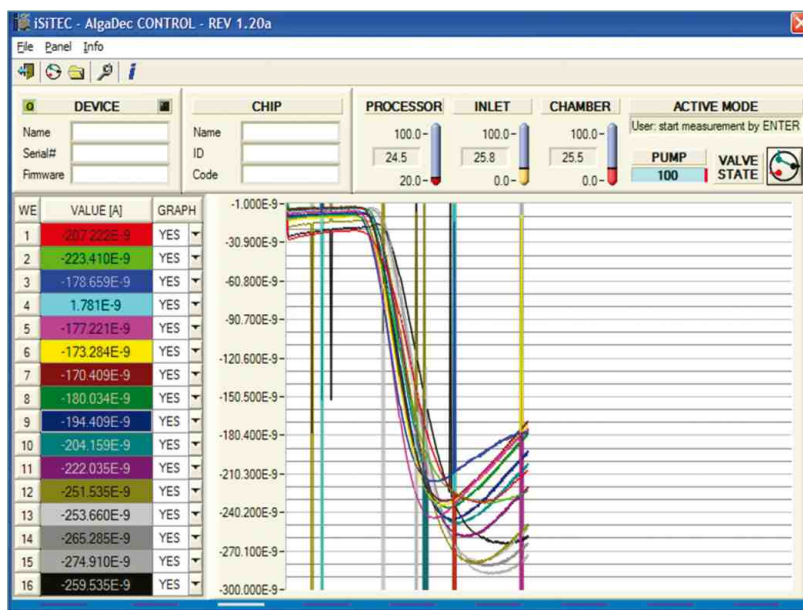 iSiTEC - AlgaDec CONTROL - REV 1.20a
File Panel Info
DEVICE
Name
Serial#
Firmware
CHIP
Name
ID
Code
PROCESSOR
100.0
24.5
20.0
INLET
100.0
25.8
0.0
CHAMBER
100.0
25.5
0.0
ACTIVE MODE
User: start measurement by ENTER
PUMP
100
VALVE
STATE
WE VALUE [A] GRAPH
1 -207.222E-9 YES
2 -223.410E-9 YES
3 -178.659E-9 YES
4 1.781E-9 YES
5 -177.221E-9 YES
6 -173.284E-9 YES
7 -170.409E-9 YES
8 -180.034E-9 YES
9 -194.409E-9 YES
10 -204.159E-9 YES
11 -222.035E-9 YES
12 -251.535E-9 YES
13 -253.660E-9 YES
14 -265.285E-9 YES
15 -274.910E-9 YES
16 -259.535E-9 YES
-1.000E-9
-30.900E-9
-60.800E-9
-90.700E-9
-120.600E-9
-150.500E-9
-180.400E-9
-210.300E-9
-240.200E-9
-270.100E-9
-300.000E-9